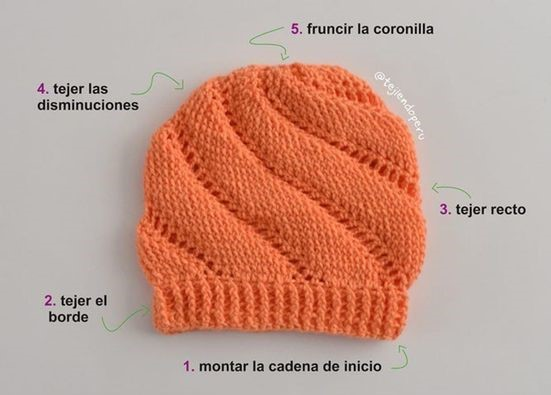 5. fruncir la coronilla
4. tejer las
disminuciones
@tejiendoperu
3. tejer recto
2. tejer el
borde
1. montar la cadena de inicio